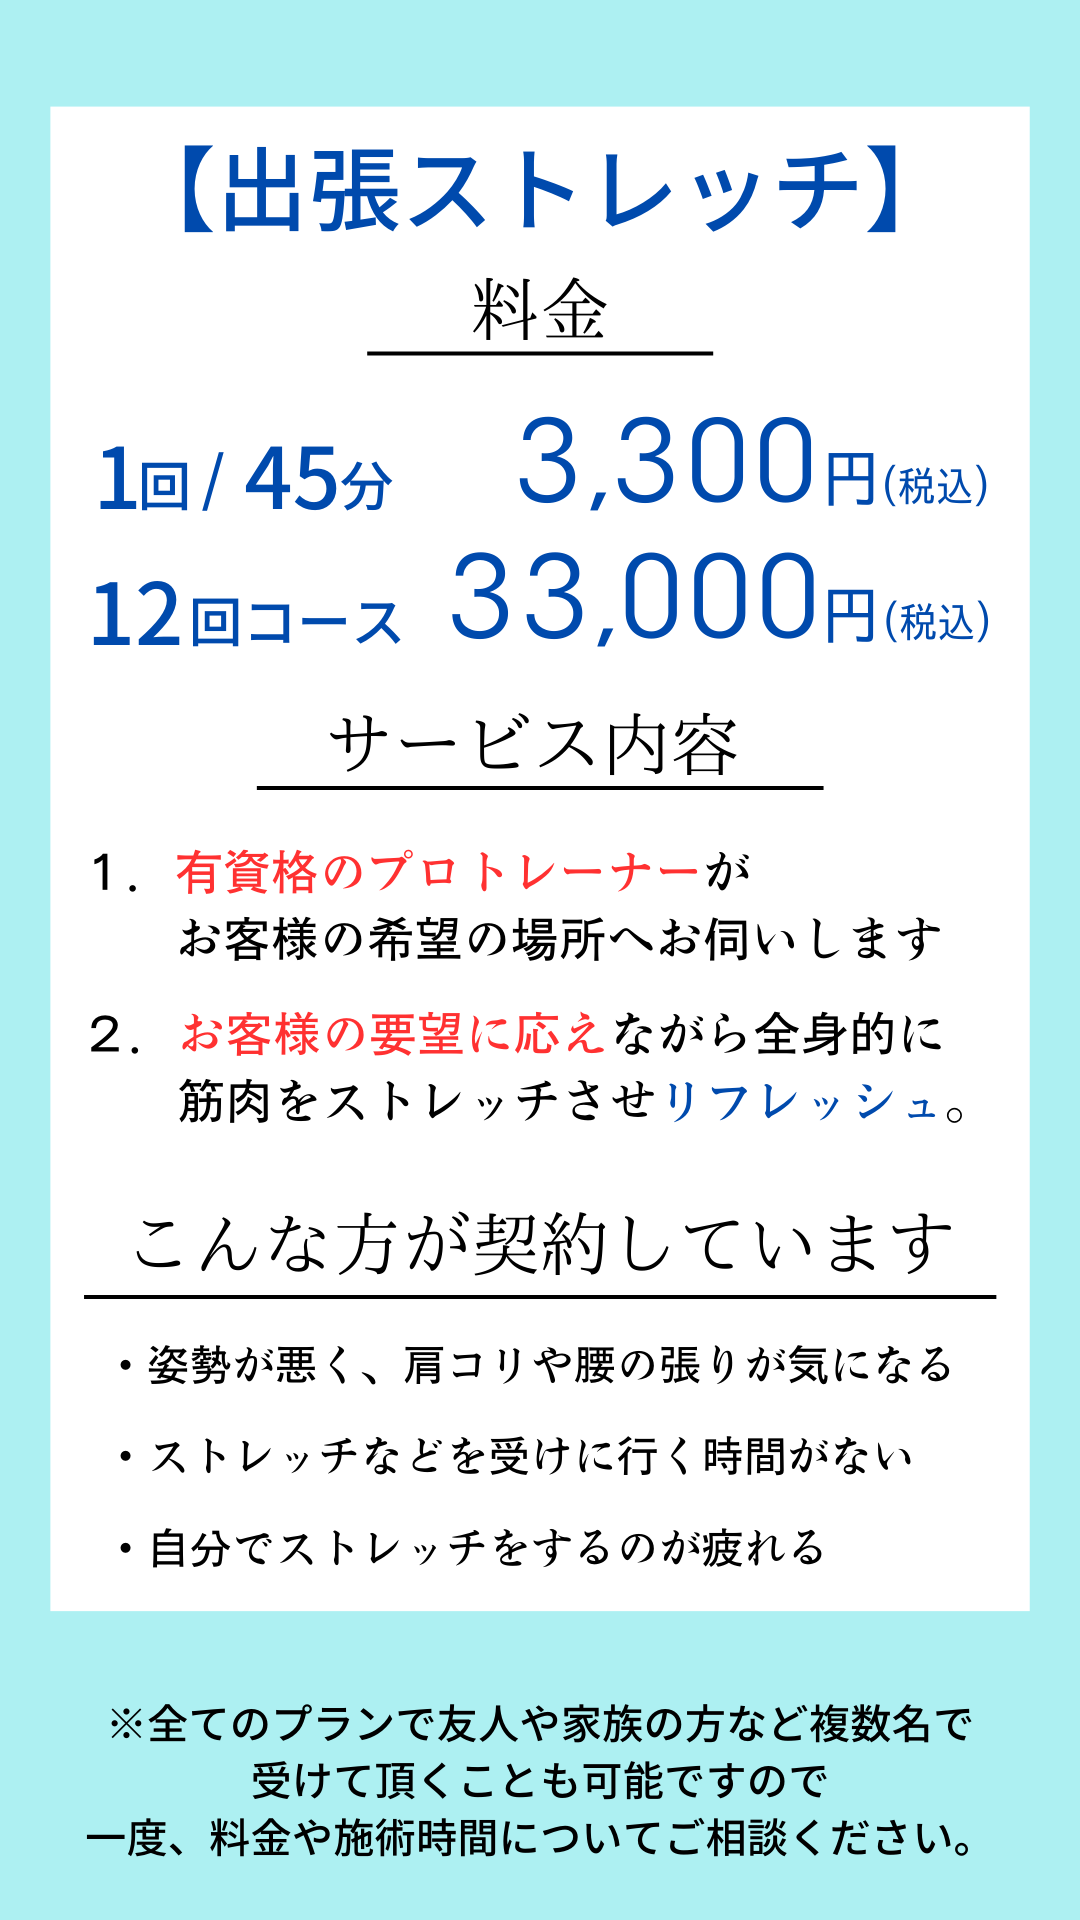 【出張ストレッチ】
料金
1回 / 45分 3,300円(税込)
12回コース 33,000円(税込)
サービス内容
1. 有資格のプロトレーナーが
お客様の希望の場所へお伺いします
2. お客様の要望に応えながら全身的に
筋肉をストレッチさせリフレッシュ。
こんな方が契約しています
・姿勢が悪く、肩コリや腰の張りが気になる
・ストレッチなどを受けに行く時間がない
・自分でストレッチをするのが疲れる
※全てのプランで友人や家族の方など複数名で
受けて頂くことも可能ですので
一度、料金や施術時間についてご相談ください。